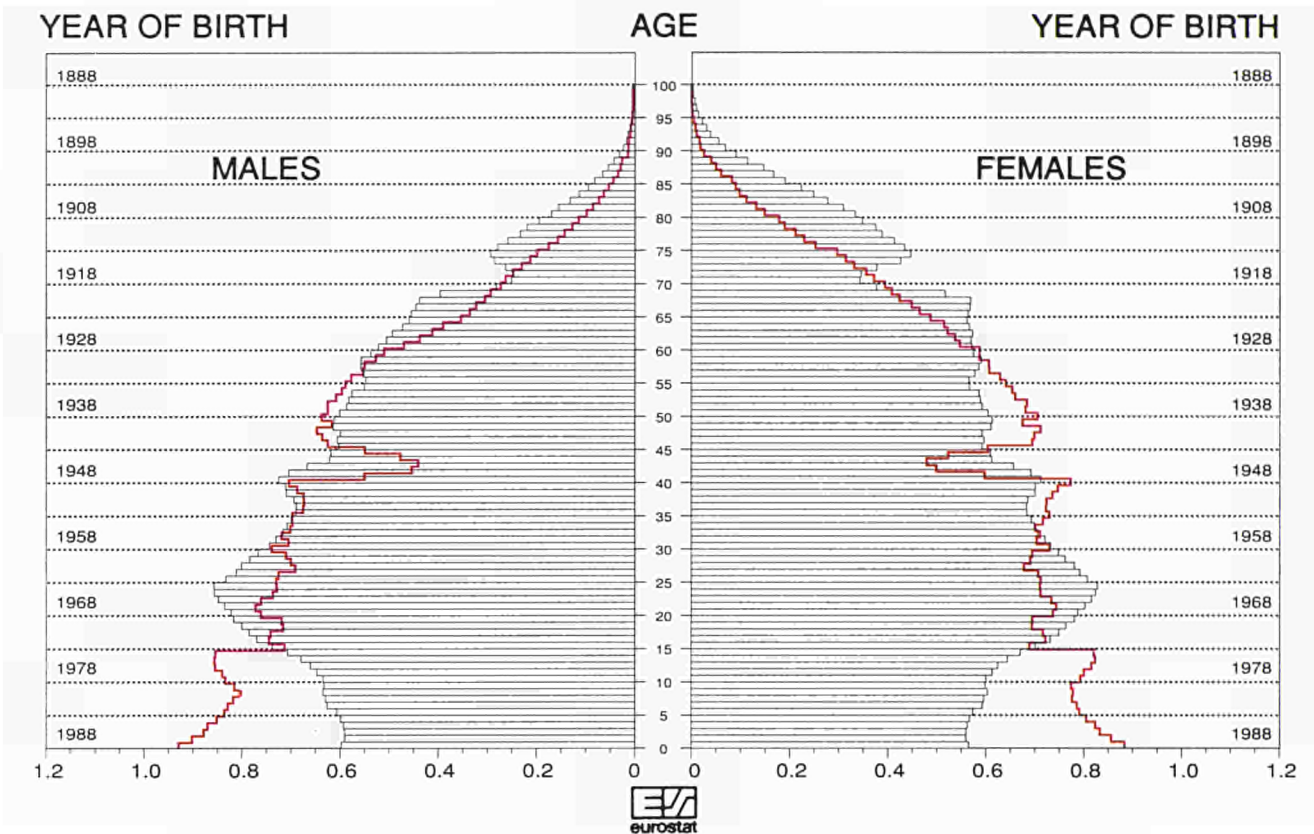 YEAR OF BIRTH AGE YEAR OF BIRTH
1888 100 1888
95
1898 90 1898
MALES FEMALES
85
1908 80 1908
75
1918 70 1918
65
1928 60 1928
55
1938 50 1938
45
1948 40 1948
35
1958 30 1958
25
1968 20 1968
15
1978 10 1978
5
1988 0 1988
1.2 1.0 0.8 0.6 0.4 0.2 0 0 0.2 0.4 0.6 0.8 1.0 1.2
eurostat